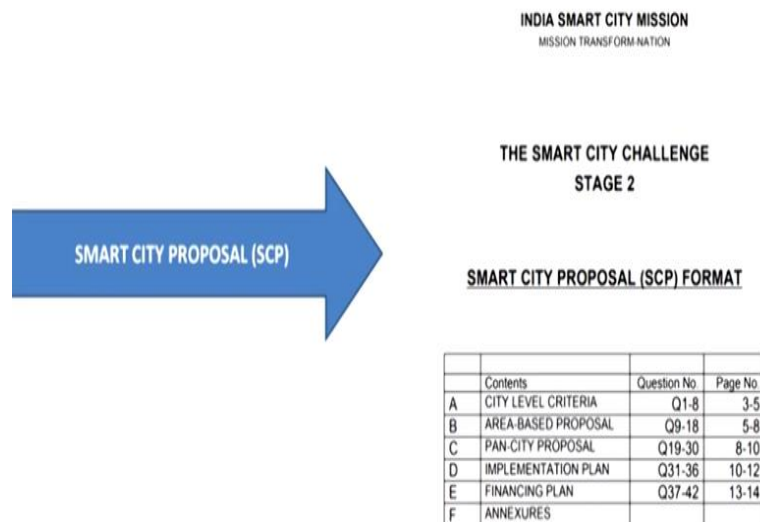 INDIA SMART CITY MISSION
MISSION TRANSFORM-NATION
THE SMART CITY CHALLENGE
STAGE 2
SMART CITY PROPOSAL (SCP)
SMART CITY PROPOSAL (SCP) FORMAT
Contents Question No Page No
A CITY LEVEL CRITERIA Q1-8 3-5
B AREA-BASED PROPOSAL Q9-18 5-8
C PAN-CITY PROPOSAL Q19-30 8-10
D IMPLEMENTATION PLAN Q31-36 10-12
E FINANCING PLAN Q37-42 13-14
F ANNEXURES